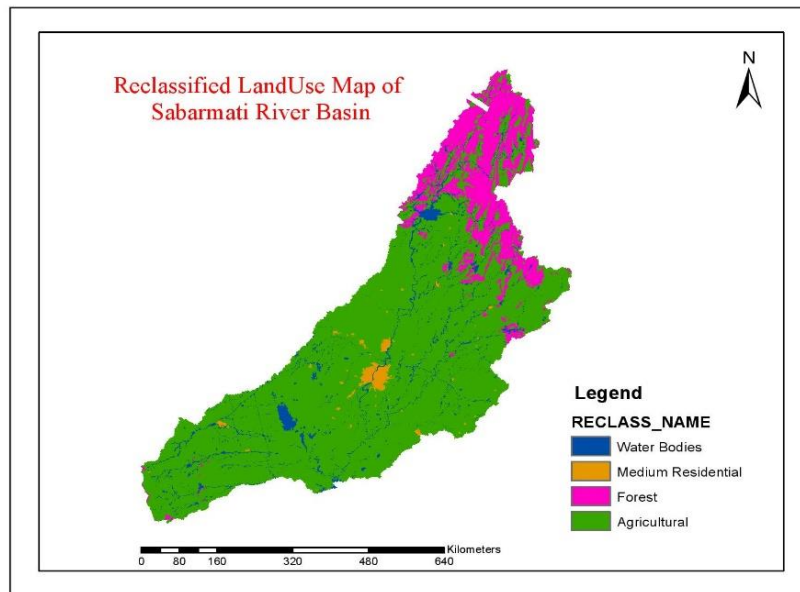 Reclassified LandUse Map of
Sabarmati River Basin
N
Legend
RECLASS_NAME
Water Bodies
Medium Residential
Forest
Agricultural
Kilometers
0 80 160 320 480 640